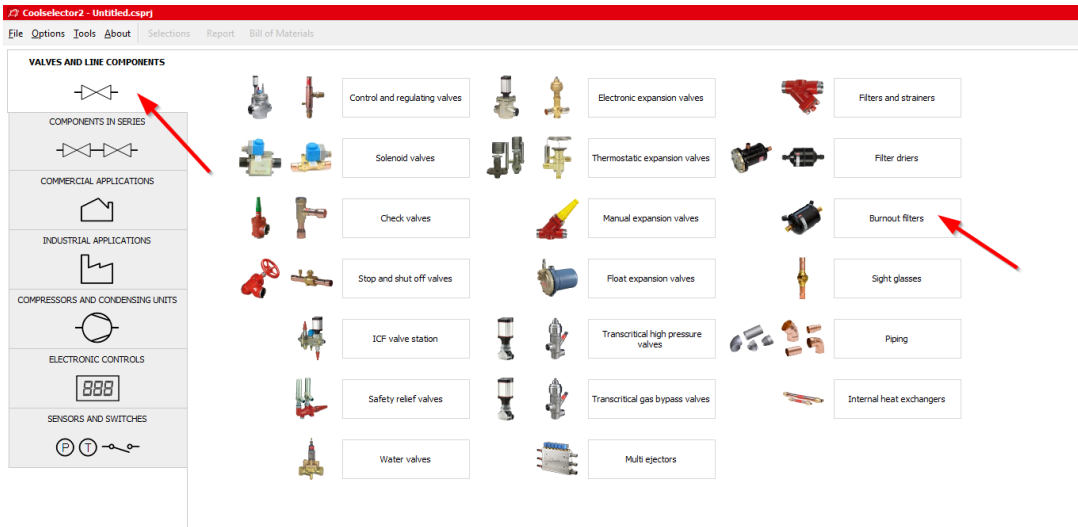 Coolselector2 - Untitled.csprj
File Options Tools About Selections Report Bill of Materials
VALVES AND LINE COMPONENTS
COMPONENTS IN SERIES
COMMERCIAL APPLICATIONS
INDUSTRIAL APPLICATIONS
COMPRESSORS AND CONDENSING UNITS
ELECTRONIC CONTROLS
888
SENSORS AND SWITCHES
P T
Control and regulating valves
Solenoid valves
Check valves
Stop and shut off valves
ICF valve station
Safety relief valves
Water valves
Electronic expansion valves
Thermostatic expansion valves
Manual expansion valves
Float expansion valves
Transcritical high pressure
valves
Transcritical gas bypass valves
Multi ejectors
Filters and strainers
Filter driers
Burnout filters
Sight glasses
Piping
Internal heat exchangers